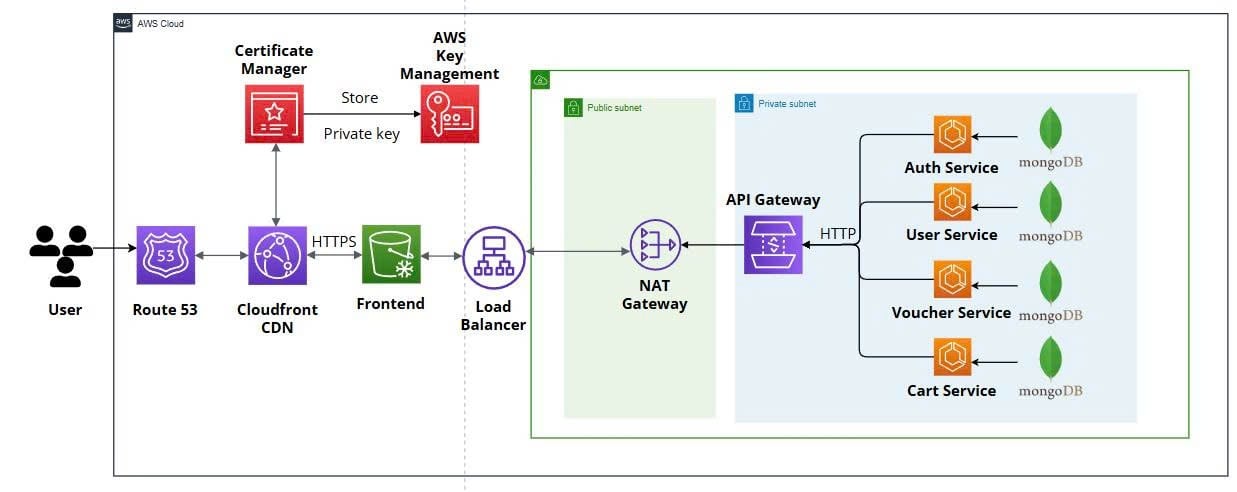 aws
AWS Cloud
Certificate
Manager
AWS
Key
Management
Store
Private key
Public subnet
Private subnet
Auth Service
mongoDB
API Gateway
User Service
mongoDB
HTTPS
HTTP
53
User
Route 53
Cloudfront
CDN
Frontend
Load
Balancer
NAT
Gateway
Voucher Service
mongoDB
Cart Service
mongoDB